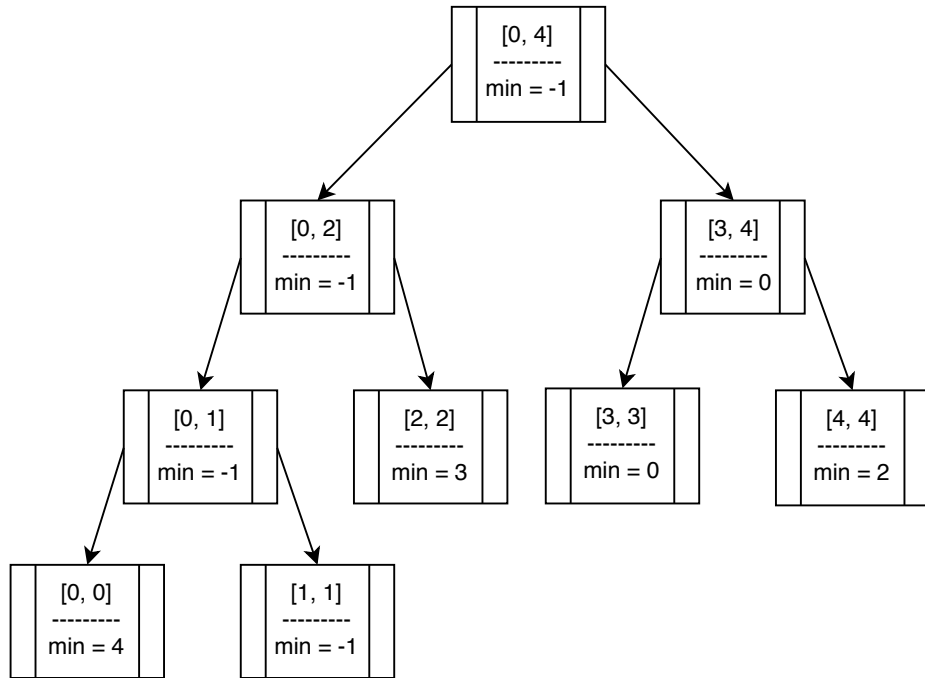 [0, 4]
---------
min = -1
[0, 2]
---------
min = -1
[3, 4]
---------
min = 0
[0, 1]
---------
min = -1
[2, 2]
---------
min = 3
[3, 3]
---------
min = 0
[4, 4]
---------
min = 2
[0, 0]
---------
min = 4
[1, 1]
---------
min = -1